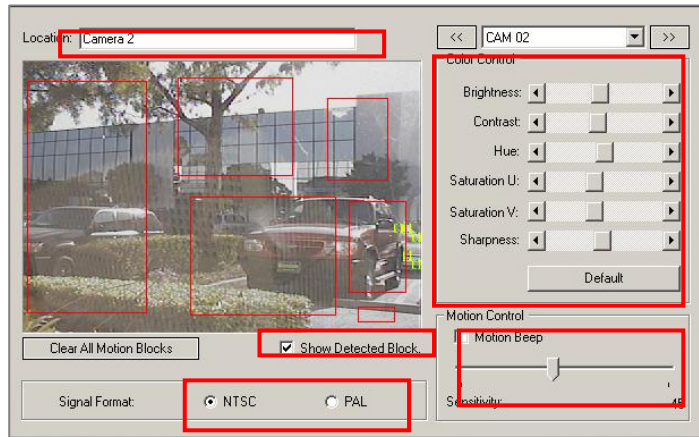 Location: Camera 2
<< CAM 02 >>
Color Control
Brightness:
Contrast:
Hue:
Saturation U:
Saturation V:
Sharpness:
Default
Motion Control
Motion Beep
Sensitivity: 45
Clear All Motion Blocks
Show Detected Block.
Signal Format: NTSC PAL